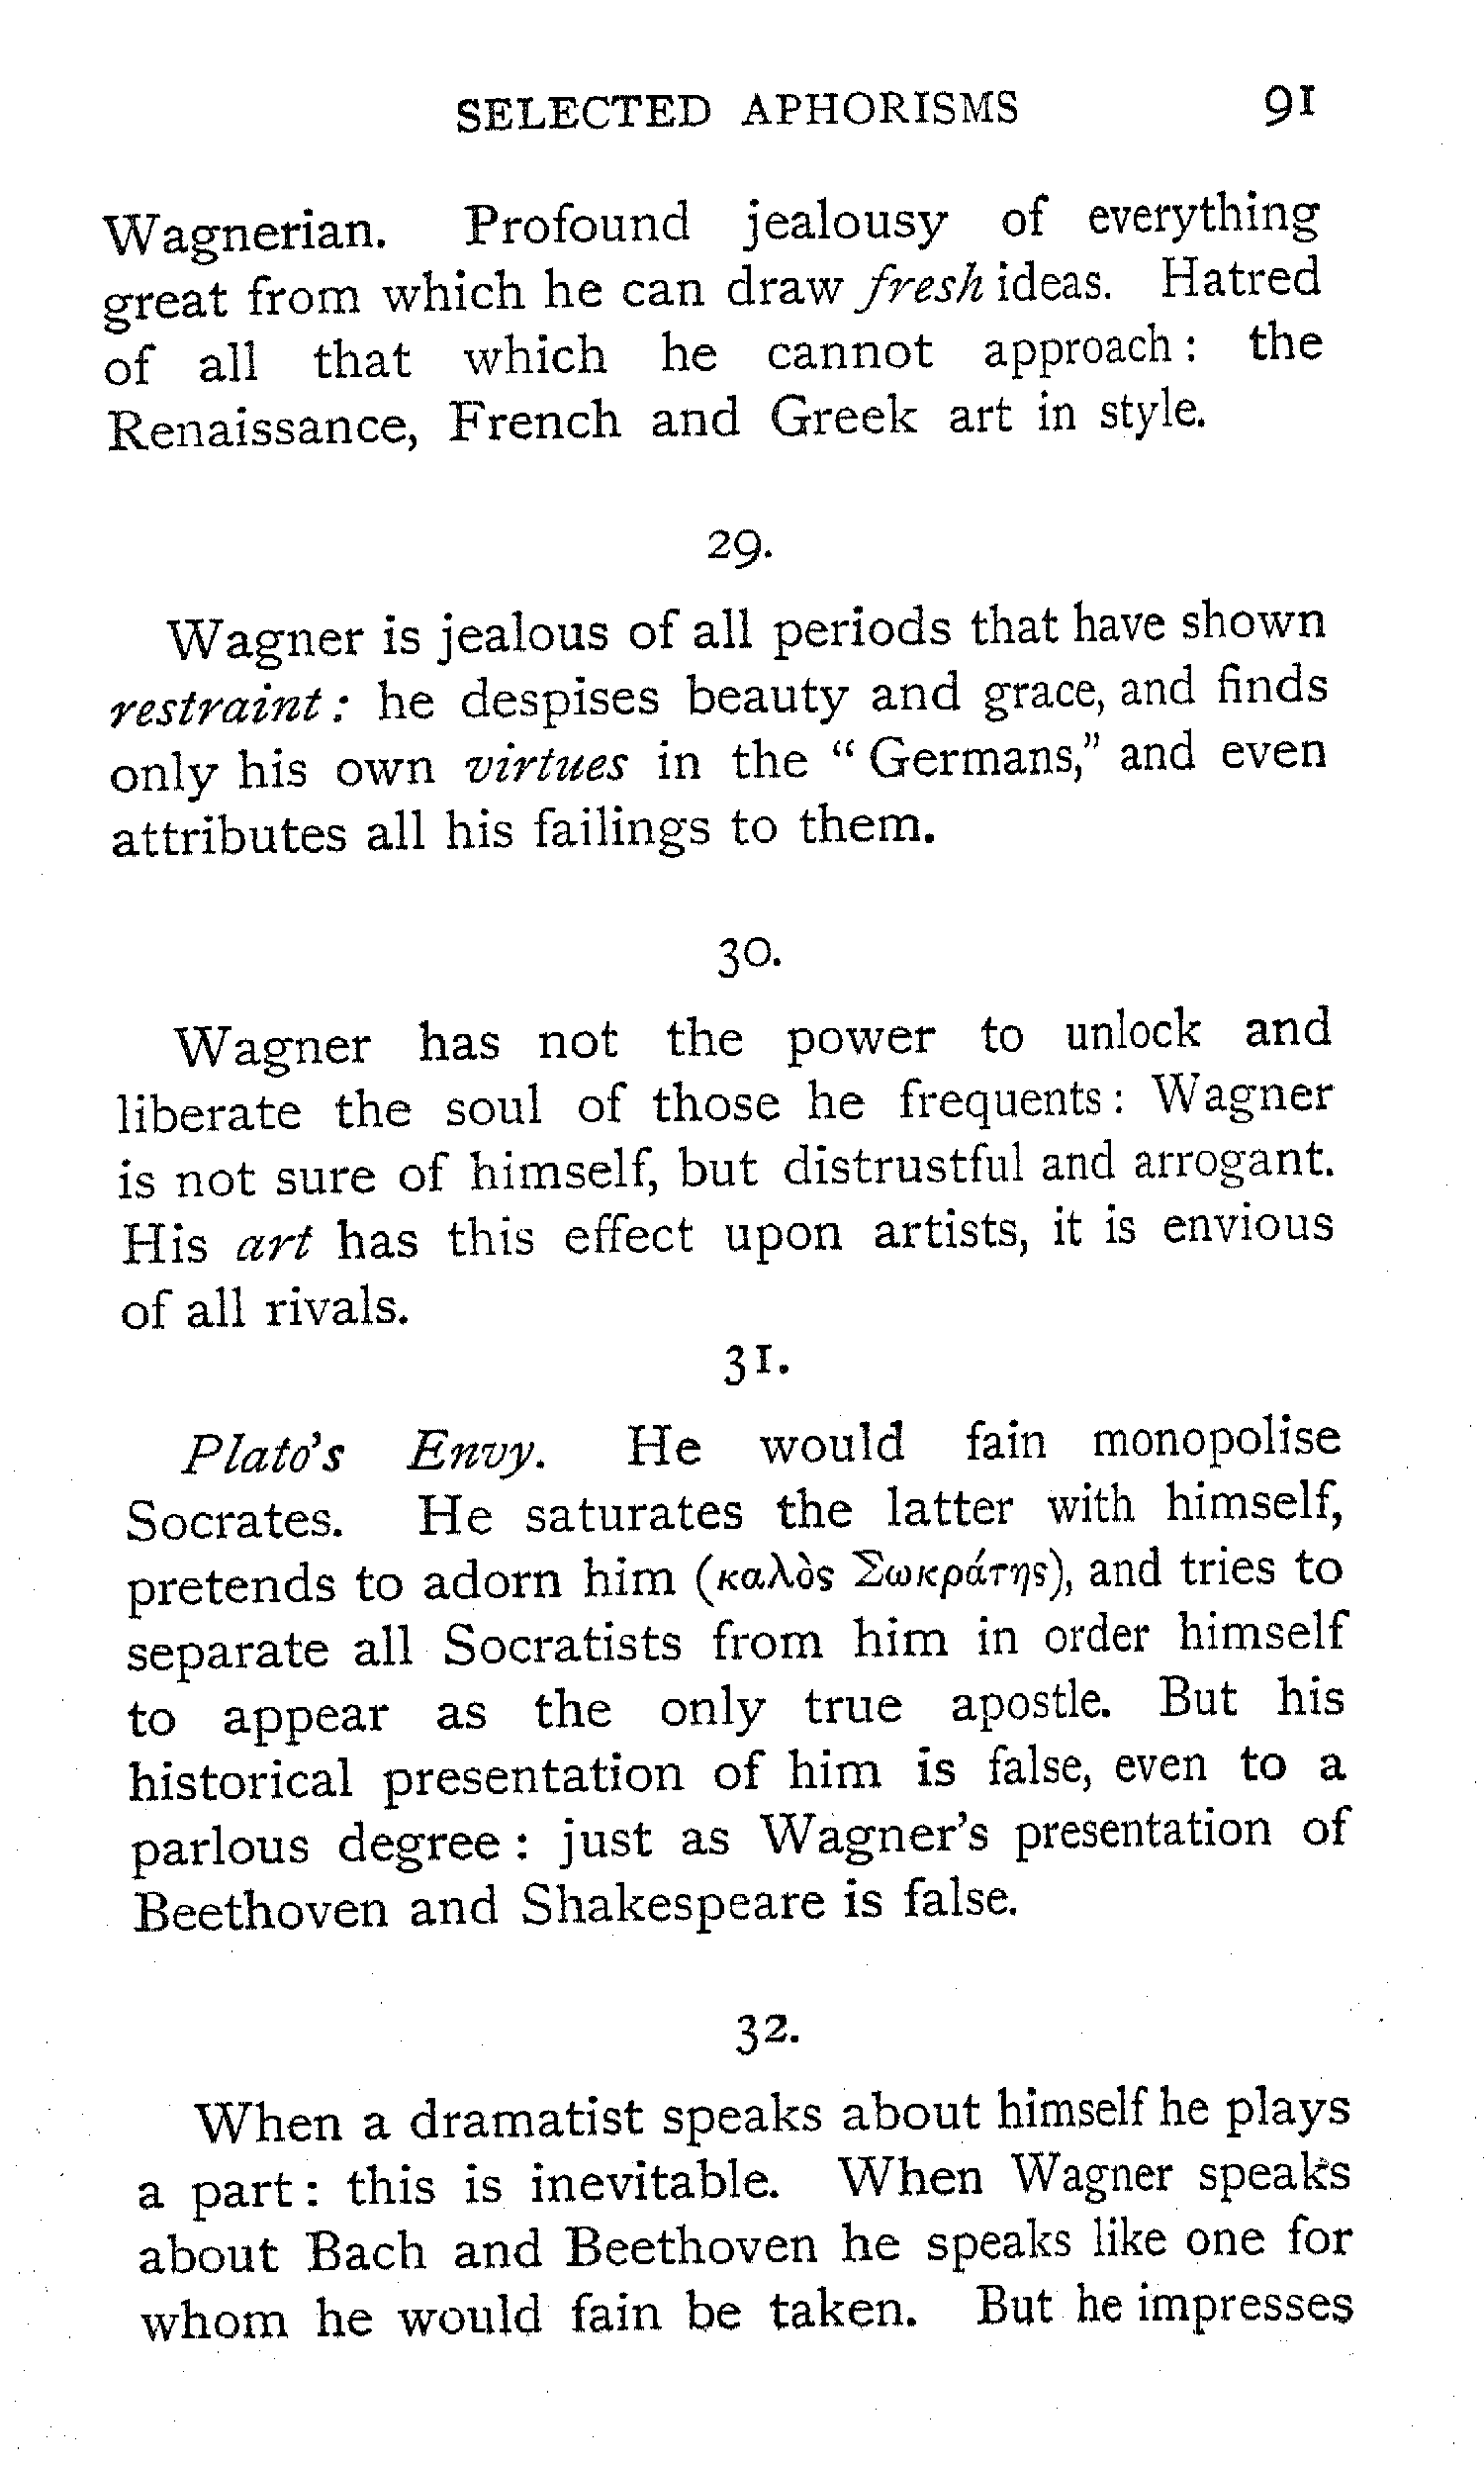 SELECTED APHORISMS 91
Wagnerian. Profound jealousy of everything
great from which he can draw fresh ideas. Hatred
of all that which he cannot approach : the
Renaissance, French and Greek art in style.
29.
Wagner is jealous of all periods that have shown
restraint : he despises beauty and grace, and finds
only his own virtues in the " Germans," and even
attributes all his failings to them.
30.
Wagner has not the power to unlock and
liberate the soul of those he frequents : Wagner
is not sure of himself, but distrustful and arrogant.
His art has this effect upon artists, it is envious
of all rivals.
31.
Plato's Envy. He would fain monopolise
Socrates. He saturates the latter with himself,
pretends to adorn him (καλὸς Σωκράτης), and tries to
separate all Socratists from him in order himself
to appear as the only true apostle. But his
historical presentation of him is false, even to a
parlous degree : just as Wagner's presentation of
Beethoven and Shakespeare is false.
32.
When a dramatist speaks about himself he plays
a part : this is inevitable. When Wagner speaks
about Bach and Beethoven he speaks like one for
whom he would fain be taken. But he impresses